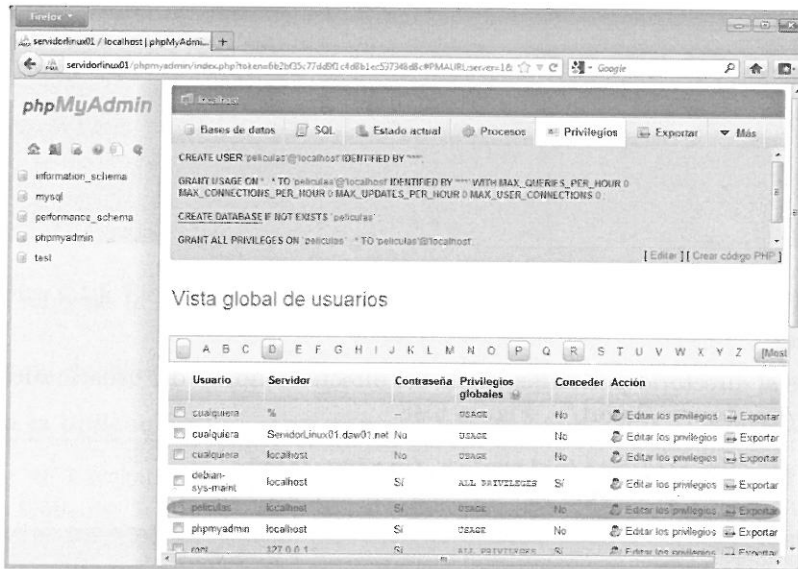 Firefox
servidorlinux01 / localhost | phpMyAdmi...
+
Google
phpMyAdmin
localhost
Bases de datos
SQL
Estado actual
Procesos
Privilegios
Exportar
Más
information_schema
mysql
performance_schema
phpmyadmin
test
CREATE USER 'peliculas'@'localhost' IDENTIFIED BY '***';
GRANT USAGE ON *.* TO 'peliculas'@'localhost' IDENTIFIED BY '***' WITH MAX_QUERIES_PER_HOUR 0
MAX_CONNECTIONS_PER_HOUR 0 MAX_UPDATES_PER_HOUR 0 MAX_USER_CONNECTIONS 0;
CREATE DATABASE IF NOT EXISTS `peliculas`;
GRANT ALL PRIVILEGES ON `peliculas`.* TO 'peliculas'@'localhost';
[ Editar ] [ Crear código PHP ]
Vista global de usuarios
A B C D E F G H I J K L M N O P Q R S T U V W X Y Z [Most
Usuario Servidor Contraseña Privilegios globales Conceder Acción
cualquiera % -- USAGE No Editar los privilegios Exportar
cualquiera ServidorLinux01.daw01.net No USAGE No Editar los privilegios Exportar
cualquiera localhost No USAGE No Editar los privilegios Exportar
debian-sys-maint localhost Sí ALL PRIVILEGES Sí Editar los privilegios Exportar
peliculas localhost Sí USAGE No Editar los privilegios Exportar
phpmyadmin localhost Sí USAGE No Editar los privilegios Exportar
root 127.0.0.1 Sí ALL PRIVILEGES Sí Editar los privilegios Exportar